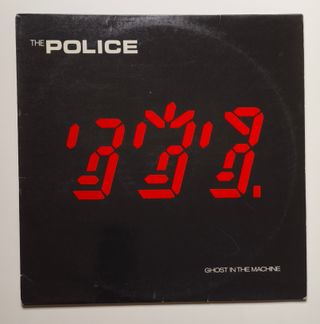 THE POLICE
GHOST IN THE MACHINE